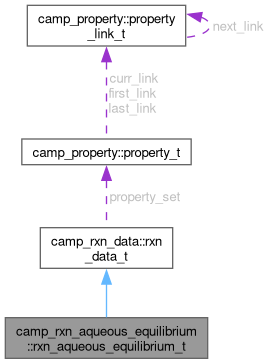 camp_property::property
_link_t
next_link
curr_link
first_link
last_link
camp_property::property_t
property_set
camp_rxn_data::rxn
_data_t
camp_rxn_aqueous_equilibrium
::rxn_aqueous_equilibrium_t